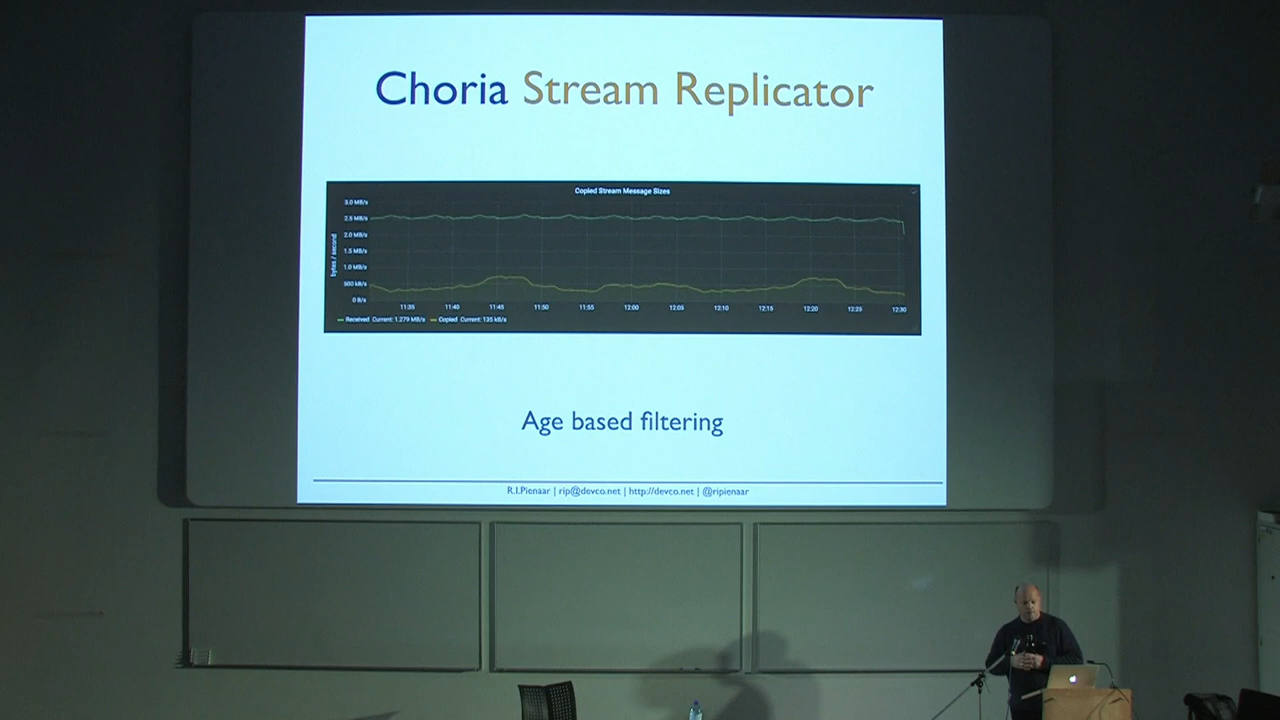 Choria Stream Replicator
Copied Stream Message Sizes
bytes / second
3.0 MB/s
2.5 MB/s
2.0 MB/s
1.5 MB/s
1.0 MB/s
500 kB/s
0 B/s
11:35 11:40 11:45 11:50 11:55 12:00 12:05 12:10 12:15 12:20 12:25 12:30
Received Current: 1.279 MB/s Copied Current: 135 kB/s
Age based filtering
R.I.Pienaar | rip@devco.net | http://devco.net | @ripienaar